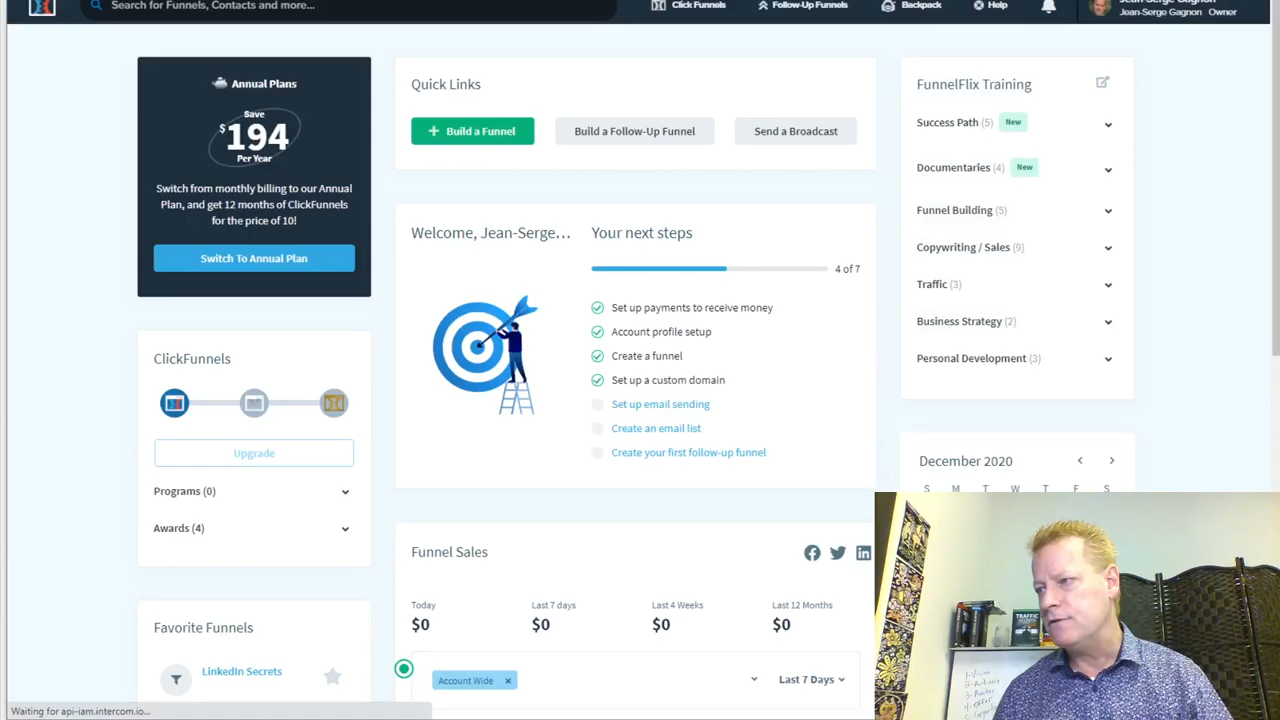 Search for Funnels, Contacts and more...
Click Funnels
Follow-Up Funnels
Backpack
Help
Jean-Serge Gagnon
Jean-Serge Gagnon Owner
Annual Plans
Save
$194
Per Year
Switch from monthly billing to our Annual
Plan, and get 12 months of ClickFunnels
for the price of 10!
Switch To Annual Plan
ClickFunnels
Upgrade
Programs (0)
Awards (4)
Favorite Funnels
LinkedIn Secrets
Waiting for api-iam.intercom.io...
Quick Links
+ Build a Funnel
Build a Follow-Up Funnel
Send a Broadcast
Welcome, Jean-Serge...
Your next steps
4 of 7
Set up payments to receive money
Account profile setup
Create a funnel
Set up a custom domain
Set up email sending
Create an email list
Create your first follow-up funnel
Funnel Sales
Today
$0
Last 7 days
$0
Last 4 Weeks
$0
Last 12 Months
$0
Account Wide ×
Last 7 Days
FunnelFlix Training
Success Path (5) New
Documentaries (4) New
Funnel Building (5)
Copywriting / Sales (9)
Traffic (3)
Business Strategy (2)
Personal Development (3)
December 2020
S M T W T F S
TRAFFIC